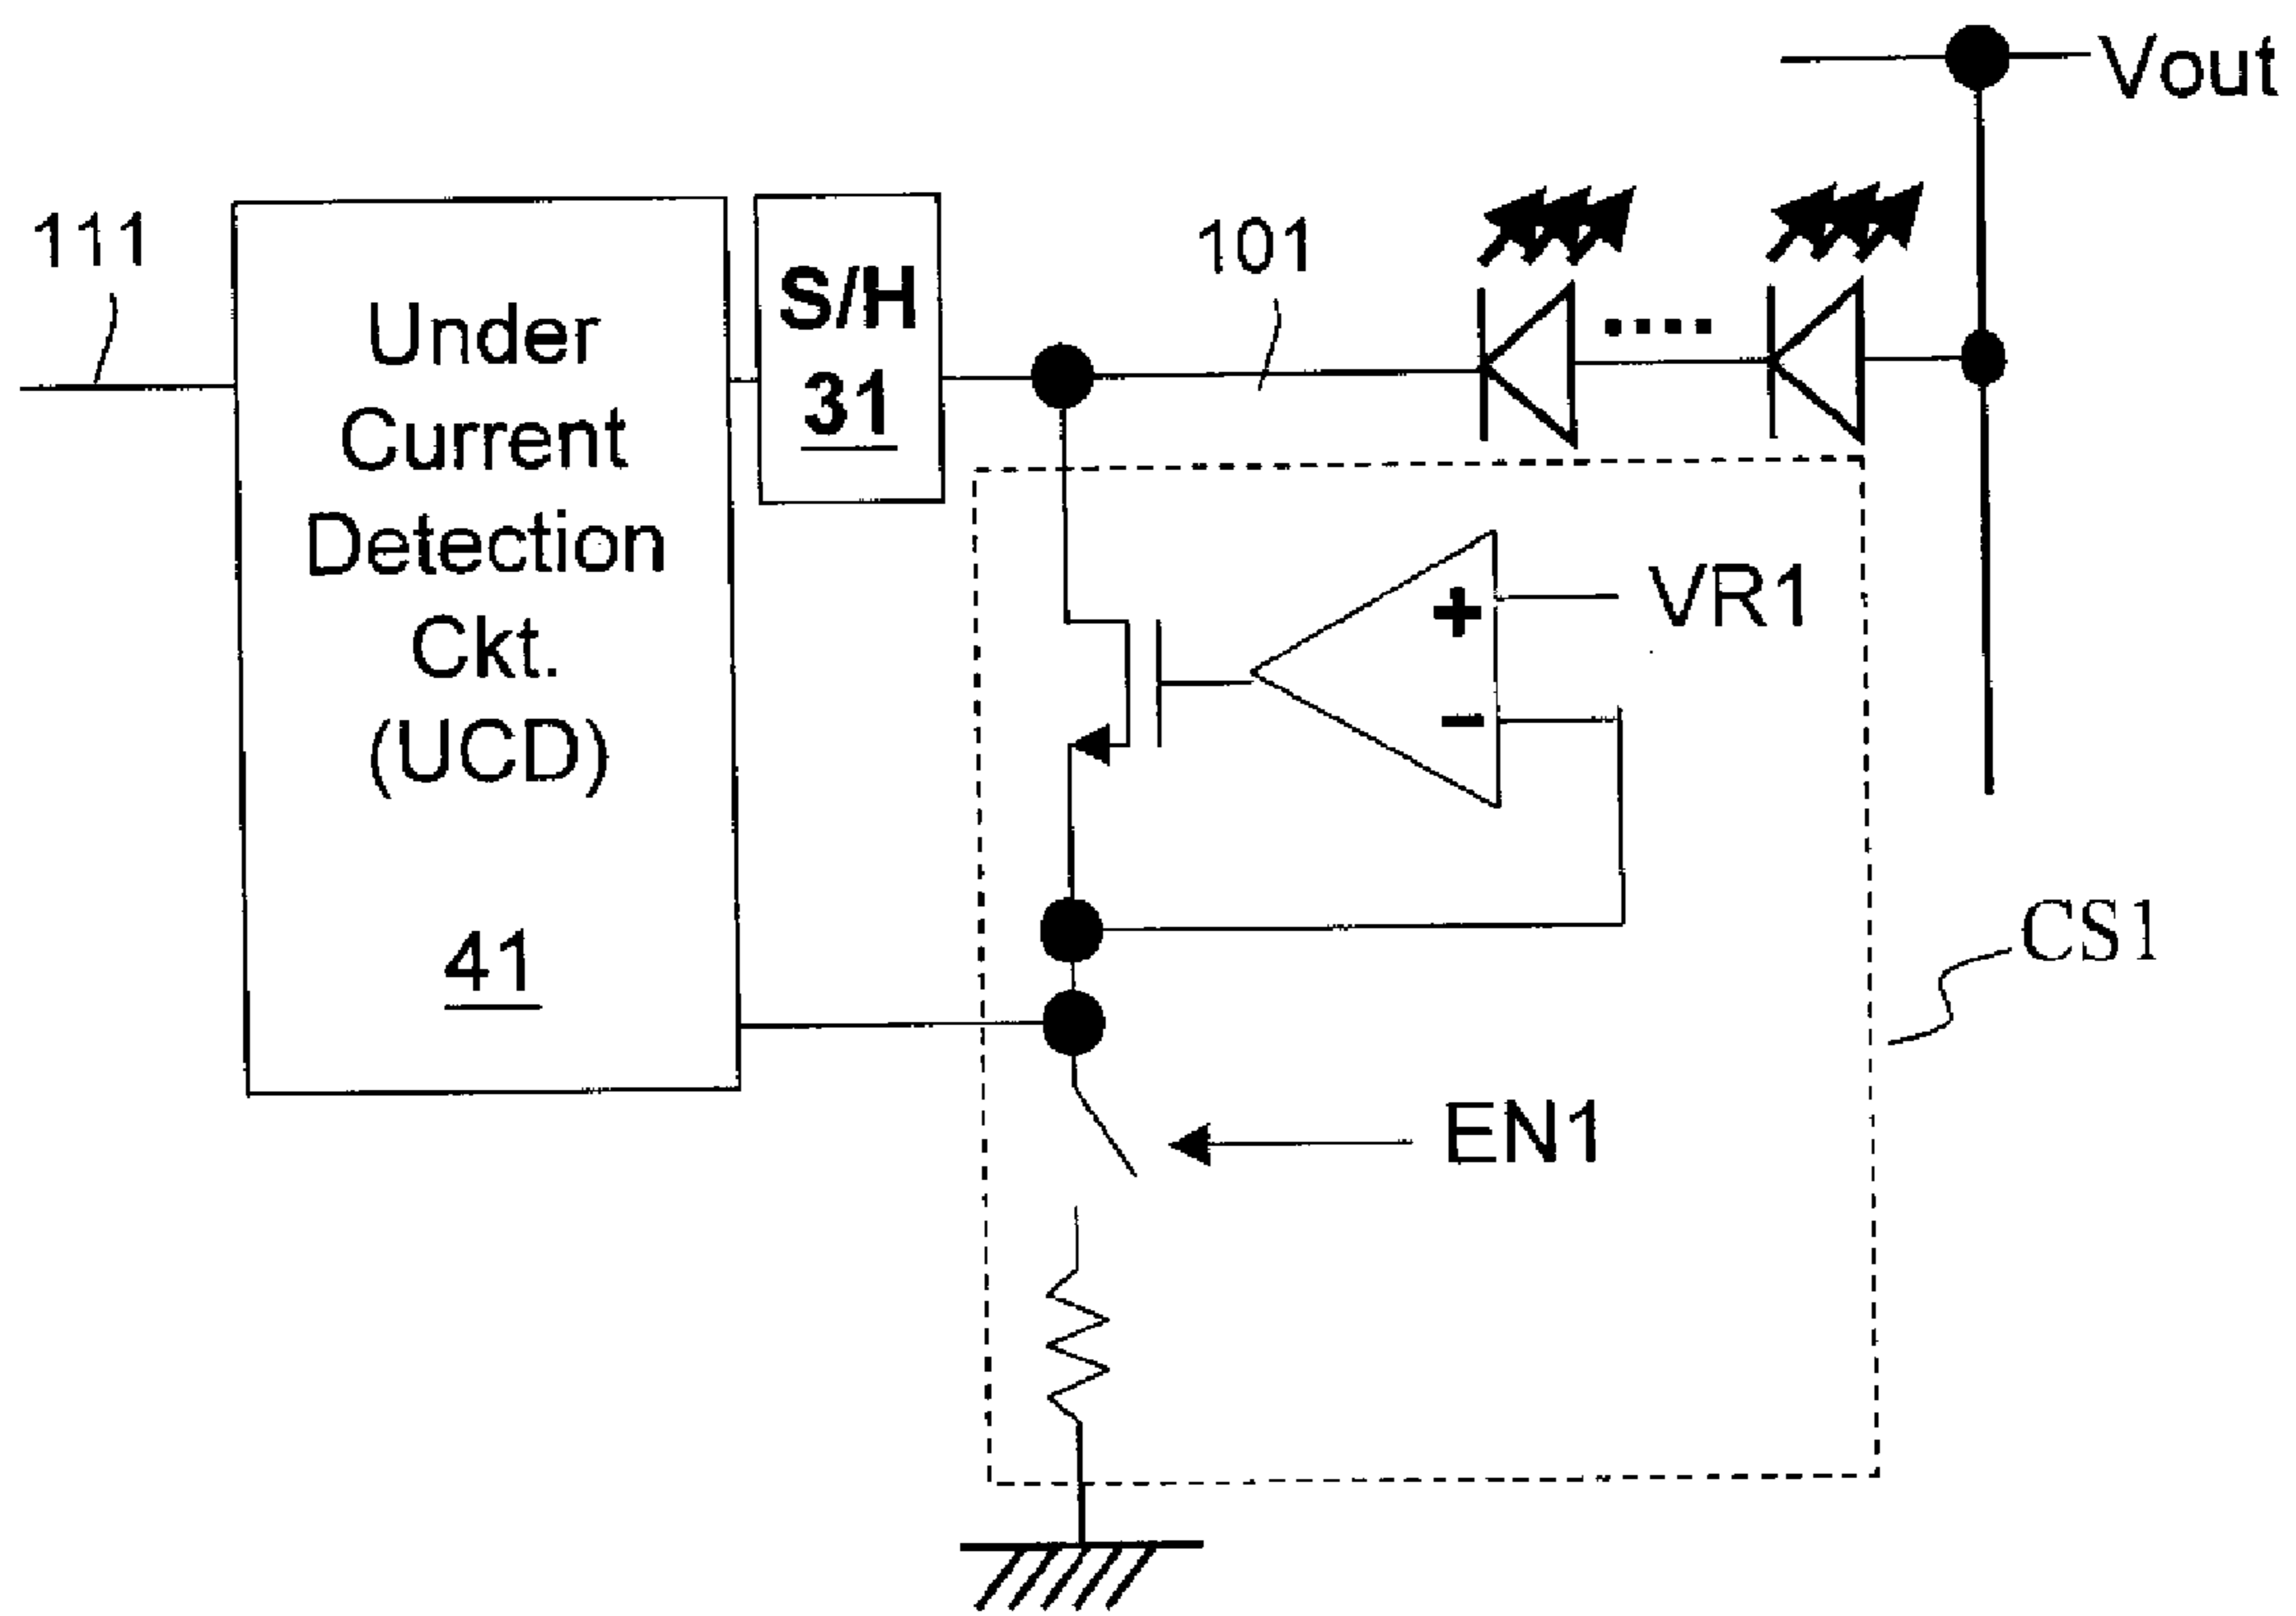 Vout
111
101
S/H
31
Under
Current
Detection
Ckt.
(UCD)
41
+
VR1
-
CS1
EN1